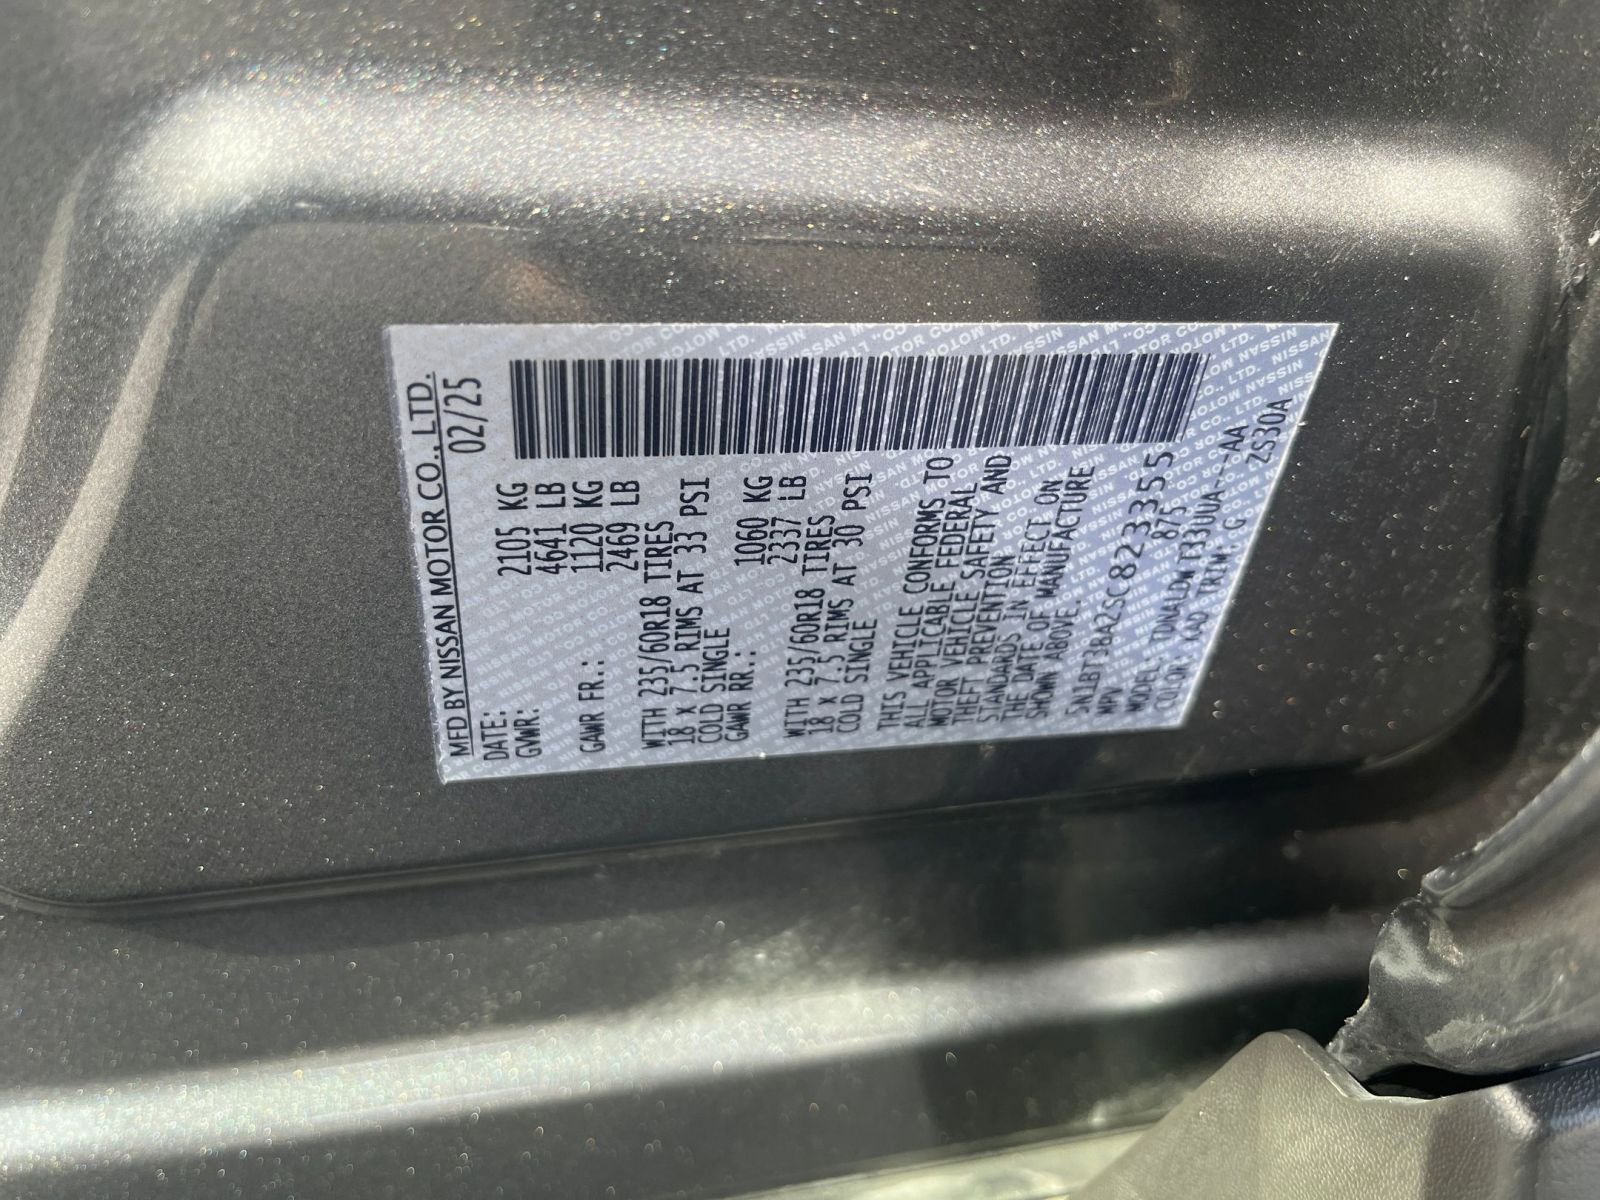 MFD BY NISSAN MOTOR CO., LTD.
DATE: 02/25
GVWR: 2105 KG
4641 LB
GAWR FR.: 1120 KG
2469 LB
WITH 235/60R18 TIRES
18 x 7.5 RIMS AT 33 PSI
COLD SINGLE
GAWR RR.: 1060 KG
2337 LB
WITH 235/60R18 TIRES
18 x 7.5 RIMS AT 30 PSI
COLD SINGLE
THIS VEHICLE CONFORMS TO
ALL APPLICABLE FEDERAL
MOTOR VEHICLE SAFETY AND
THEFT PREVENTION
STANDARDS IN EFFECT ON
THE DATE OF MANUFACTURE
SHOWN ABOVE.
5N1BT3BA2SC823355
MPV 875
MODEL: AA
COLOR: KAD TRIM G ZS30A